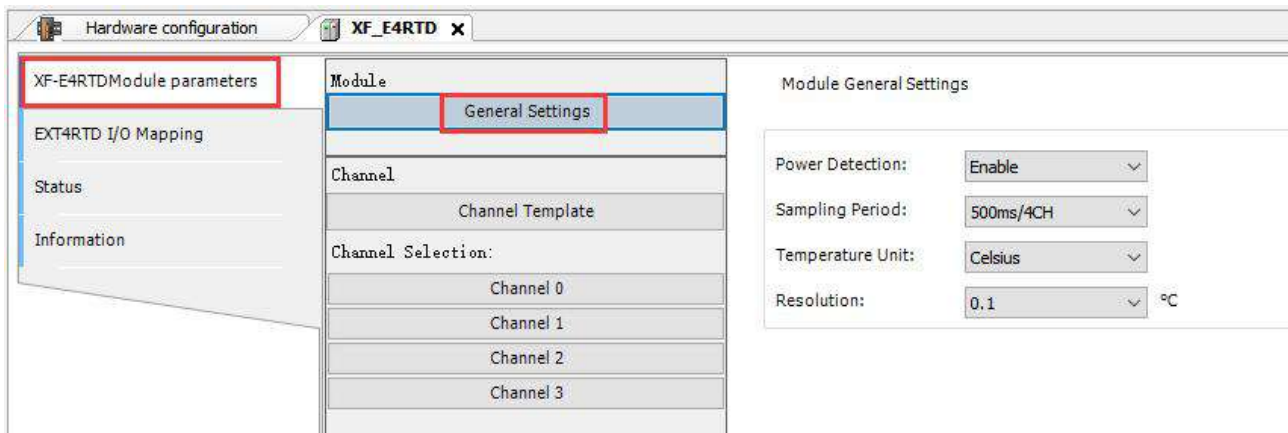 Hardware configuration
XF_E4RTD X
XF-E4RTDModule parameters
EXT4RTD I/O Mapping
Status
Information
Module
General Settings
Channel
Channel Template
Channel Selection:
Channel 0
Channel 1
Channel 2
Channel 3
Module General Settings
Power Detection: Enable
Sampling Period: 500ms/4CH
Temperature Unit: Celsius
Resolution: 0.1 °C